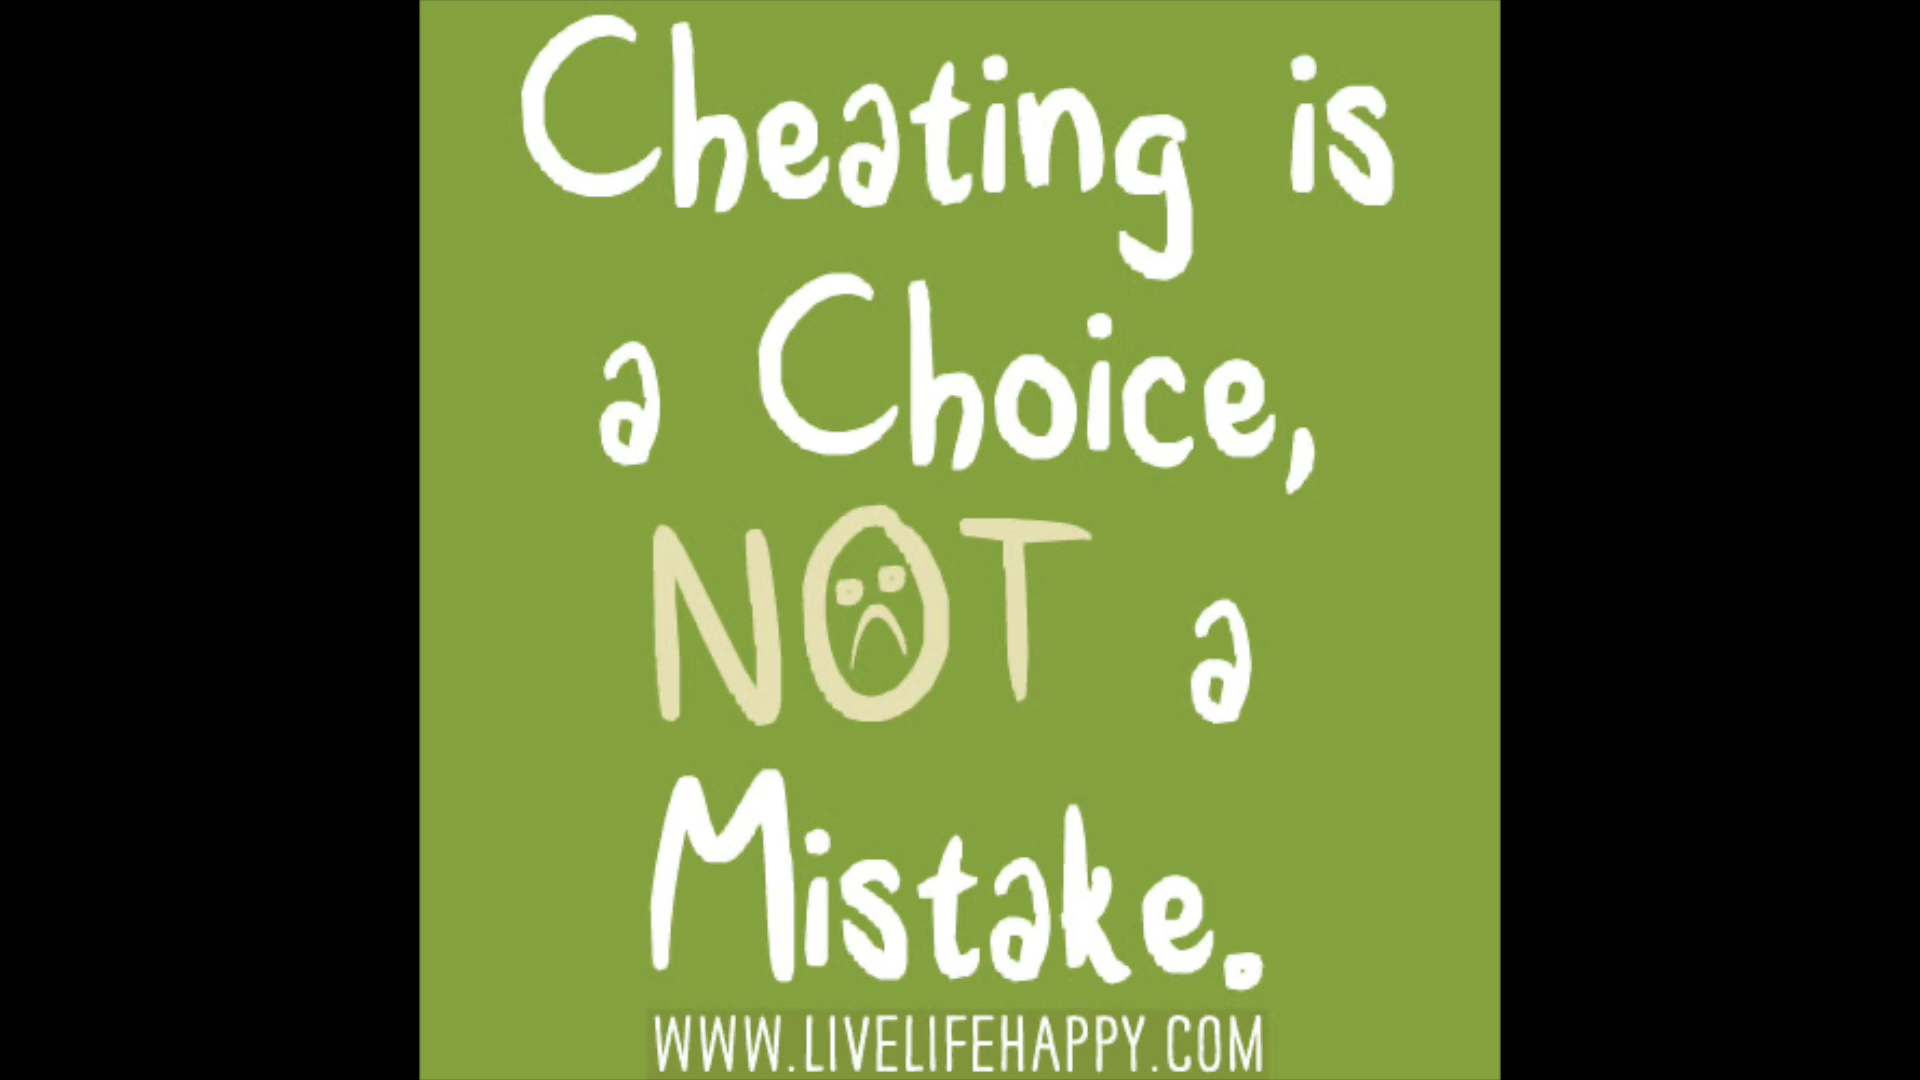 Cheating is
a Choice,
NOT a
Mistake.
WWW.LIVELIFEHAPPY.COM